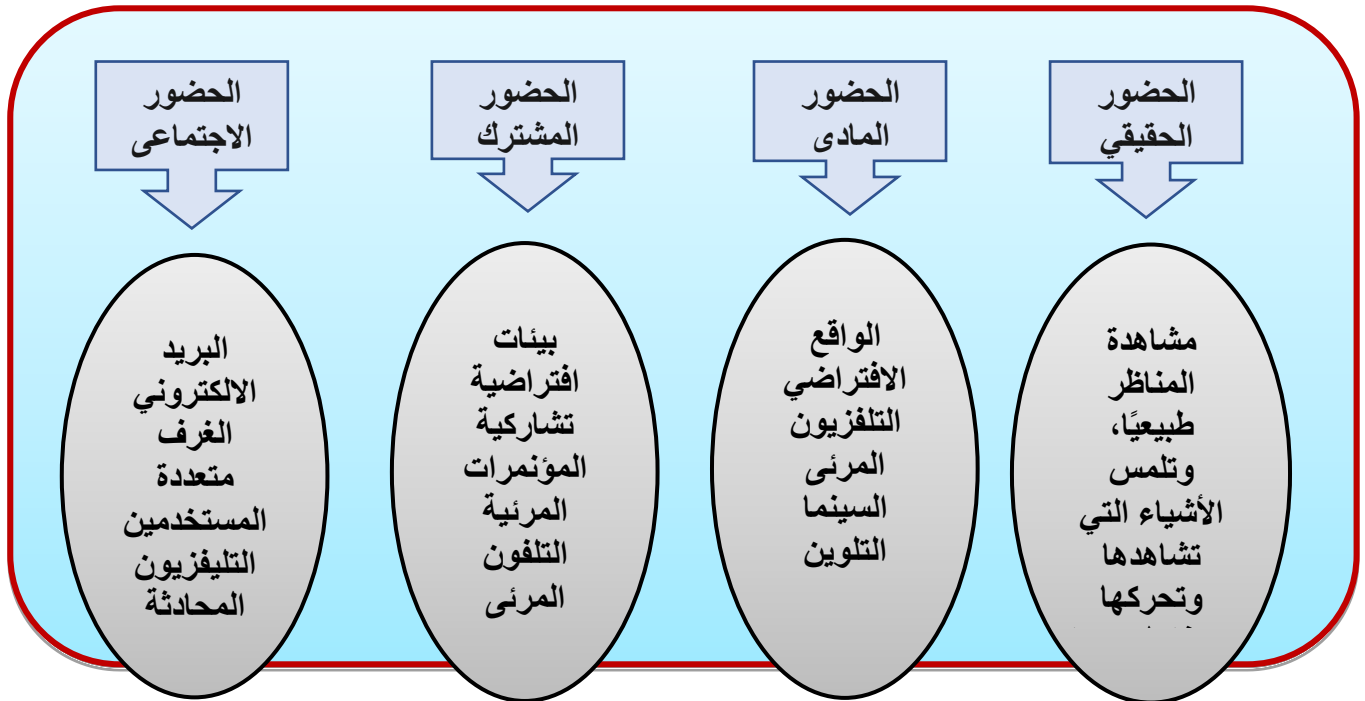 الحضور
الحقيقي
الحضور
المادى
الحضور
المشترك
الحضور
الاجتماعى
مشاهدة
المناظر
طبيعيًا،
وتلمس
الأشياء التي
تشاهدها
وتحركها
الواقع
الافتراضي
التلفزيون
المرئى
السينما
التلوين
بيئات
افتراضية
تشاركية
المؤنمرات
المرئية
التلفون
المرئى
البريد
الالكتروني
الغرف
متعددة
المستخدمين
التليفزيون
المحادثة